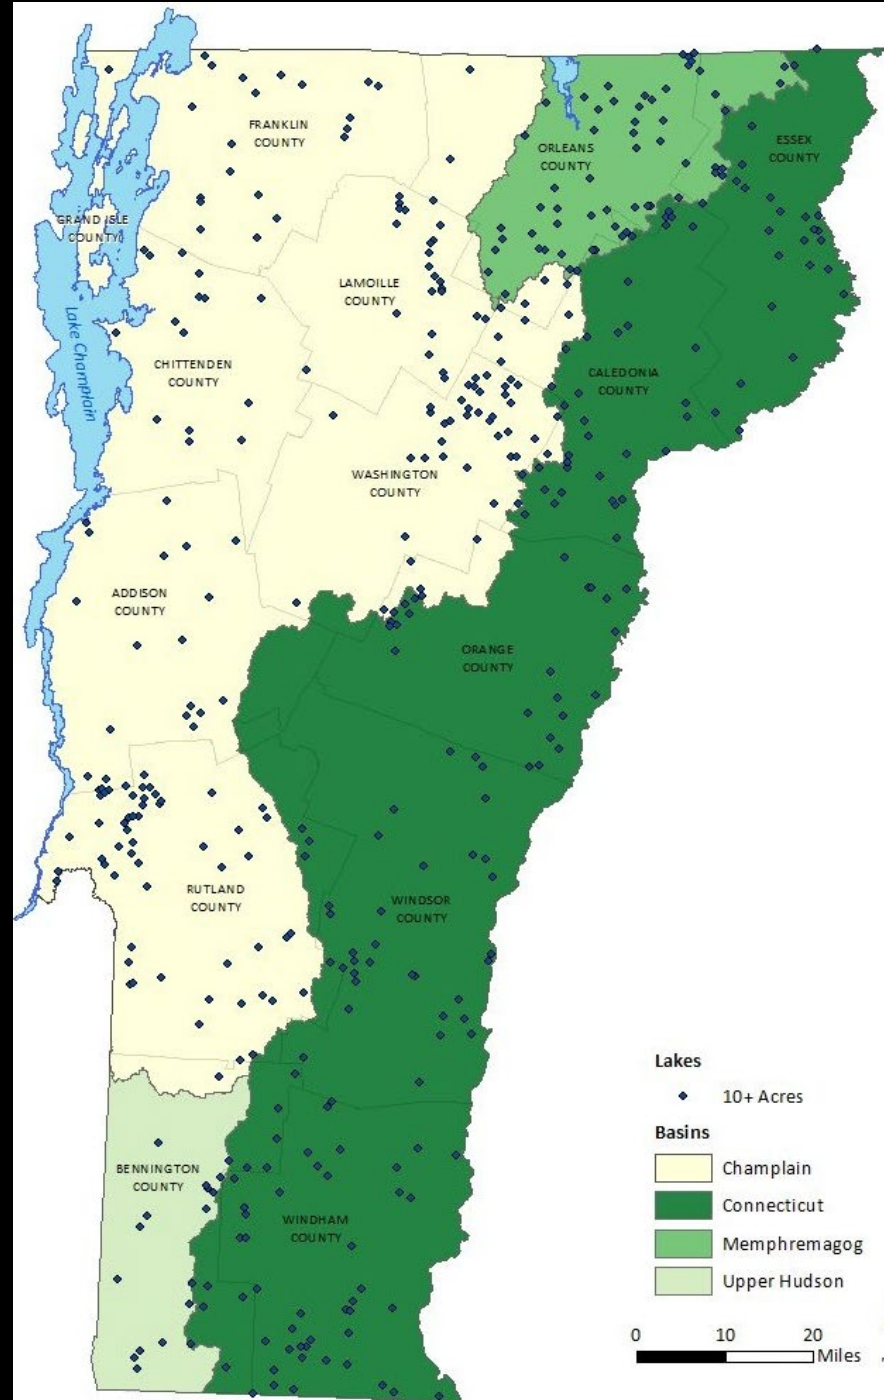 FRANKLIN
COUNTY
ORLEANS
COUNTY
ESSEX
COUNTY
GRAND ISLE
COUNTY
LAMOILLE
COUNTY
Lake Champlain
CHITTENDEN
COUNTY
CALEDONIA
COUNTY
WASHINGTON
COUNTY
ADDISON
COUNTY
ORANGE
COUNTY
RUTLAND
COUNTY
WINDSOR
COUNTY
BENNINGTON
COUNTY
WINDHAM
COUNTY
Lakes
10+ Acres
Basins
Champlain
Connecticut
Memphremagog
Upper Hudson
0 10 20
Miles